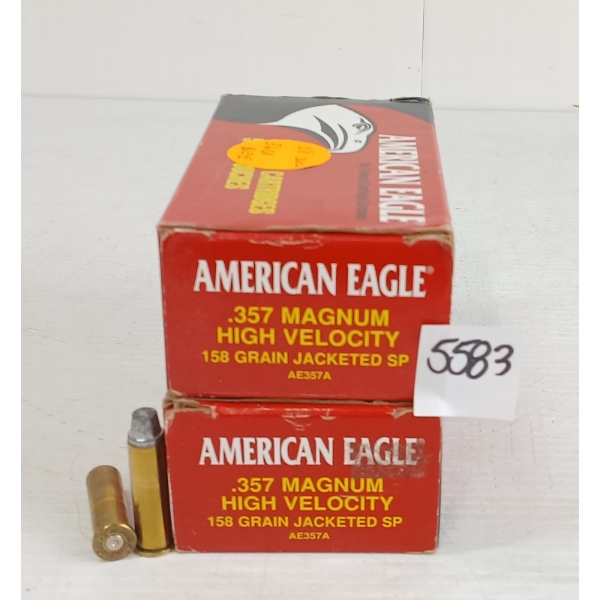 AMERICAN EAGLE
CARTRIDGES
AMERICAN EAGLE®
.357 MAGNUM
HIGH VELOCITY
158 GRAIN JACKETED SP
AE357A
5583
AMERICAN EAGLE
.357 MAGNUM
HIGH VELOCITY
158 GRAIN JACKETED SP
AE357A